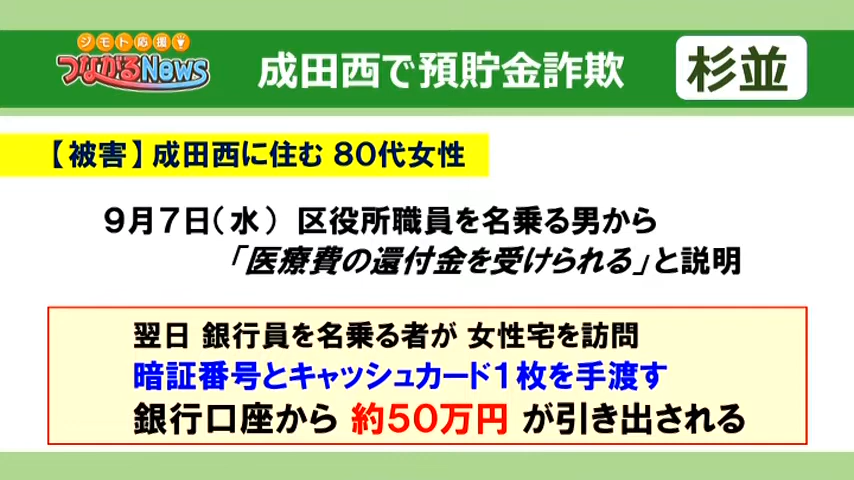 ジモト応援
つながるNews
成田西で預貯金詐欺
杉並
【被害】成田西に住む 80代女性
9月7日(水) 区役所職員を名乗る男から
「医療費の還付金を受けられる」と説明
翌日 銀行員を名乗る者が 女性宅を訪問
暗証番号とキャッシュカード1枚を手渡す
銀行口座から 約50万円 が引き出される